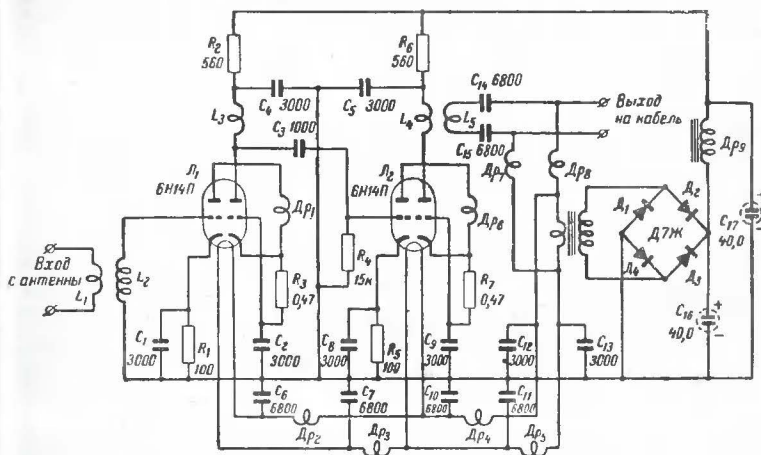 R2
560
R6
560
C4 3000
C5 3000
L3
C3 1000
L4
L5
C14 6800
C15 6800
Выход
на кабель
Др7
Др8
Др9
Л1
6Н14П
Л2
6Н14П
Др1
Др6
Д1
Д2
Д7Ж
Д4
Д3
C17
40,0
+
-
Вход
с антенны
L1
L2
R4
15к
R3
0,47
R7
0,47
C16
40,0
+
-
C1
3000
R1
100
C2
3000
C8
3000
R5
100
C9
3000
C12
3000
C13
3000
C6
6800
C7
6800
C10
6800
C11
6800
Др2
Др3
Др4
Др5